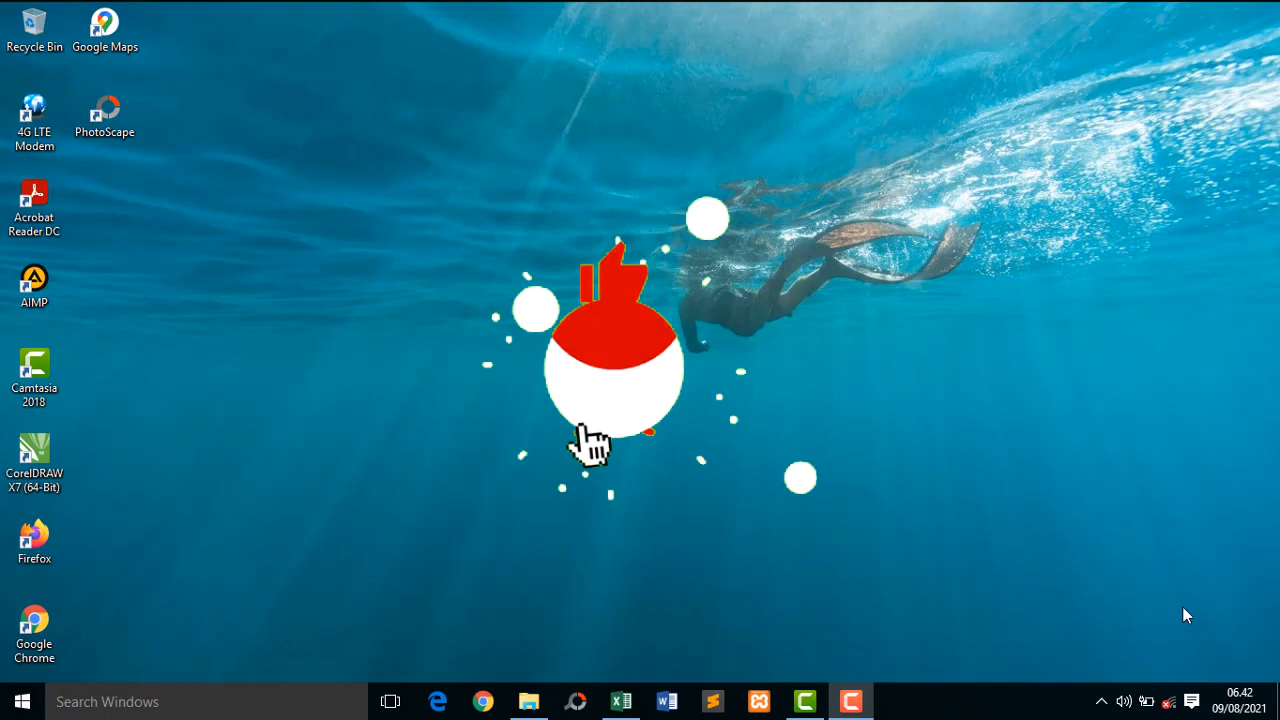 Recycle Bin
Google Maps
4G LTE
Modem
PhotoScape
Acrobat
Reader DC
AIMP
Camtasia
2018
CorelDRAW
X7 (64-Bit)
Firefox
Google
Chrome
Search Windows
06.42
09/08/2021